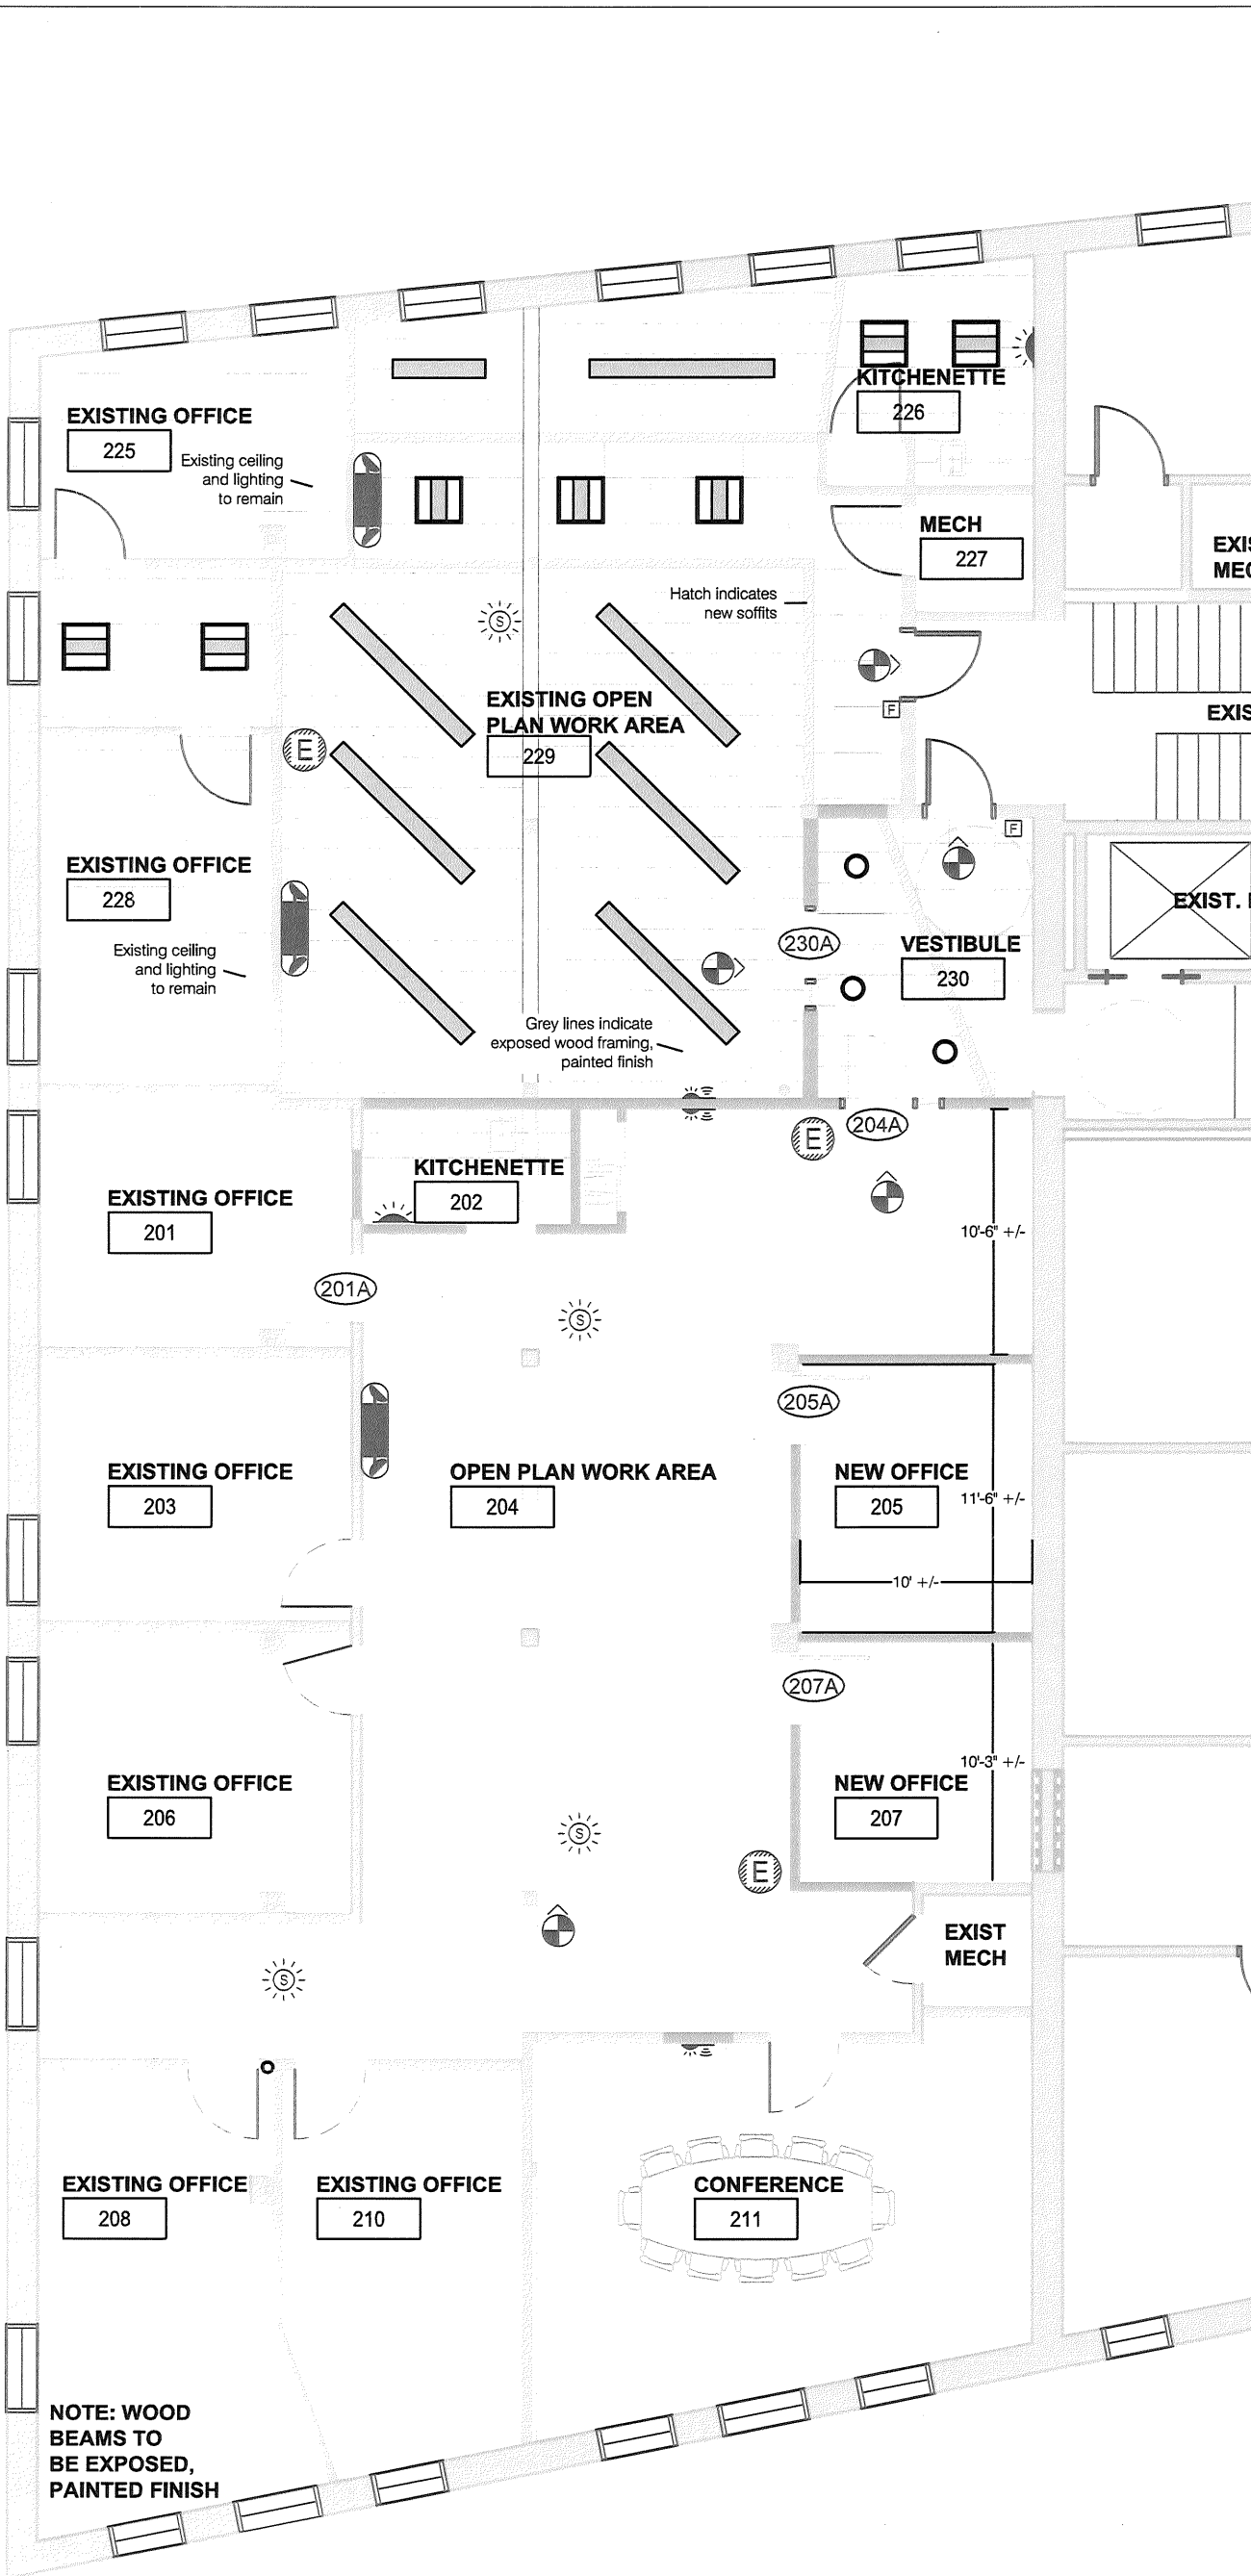 KITCHENETTE
226
EXISTING OFFICE
225
Existing ceiling
and lighting
to remain
MECH
227
Hatch indicates
new soffits
S
EXISTING OPEN
PLAN WORK AREA
229
E
F
EXIS
F
EXISTING OFFICE
228
EXIST.
230A
VESTIBULE
230
Existing ceiling
and lighting
to remain
Grey lines indicate
exposed wood framing,
painted finish
204A
E
KITCHENETTE
202
EXISTING OFFICE
201
10'-6" +/-
201A
S
205A
EXISTING OFFICE
203
OPEN PLAN WORK AREA
204
NEW OFFICE
205
11'-6" +/-
10' +/-
207A
10'-3" +/-
EXISTING OFFICE
206
NEW OFFICE
207
S
E
EXIST
MECH
S
EXISTING OFFICE
208
EXISTING OFFICE
210
CONFERENCE
211
NOTE: WOOD
BEAMS TO
BE EXPOSED,
PAINTED FINISH